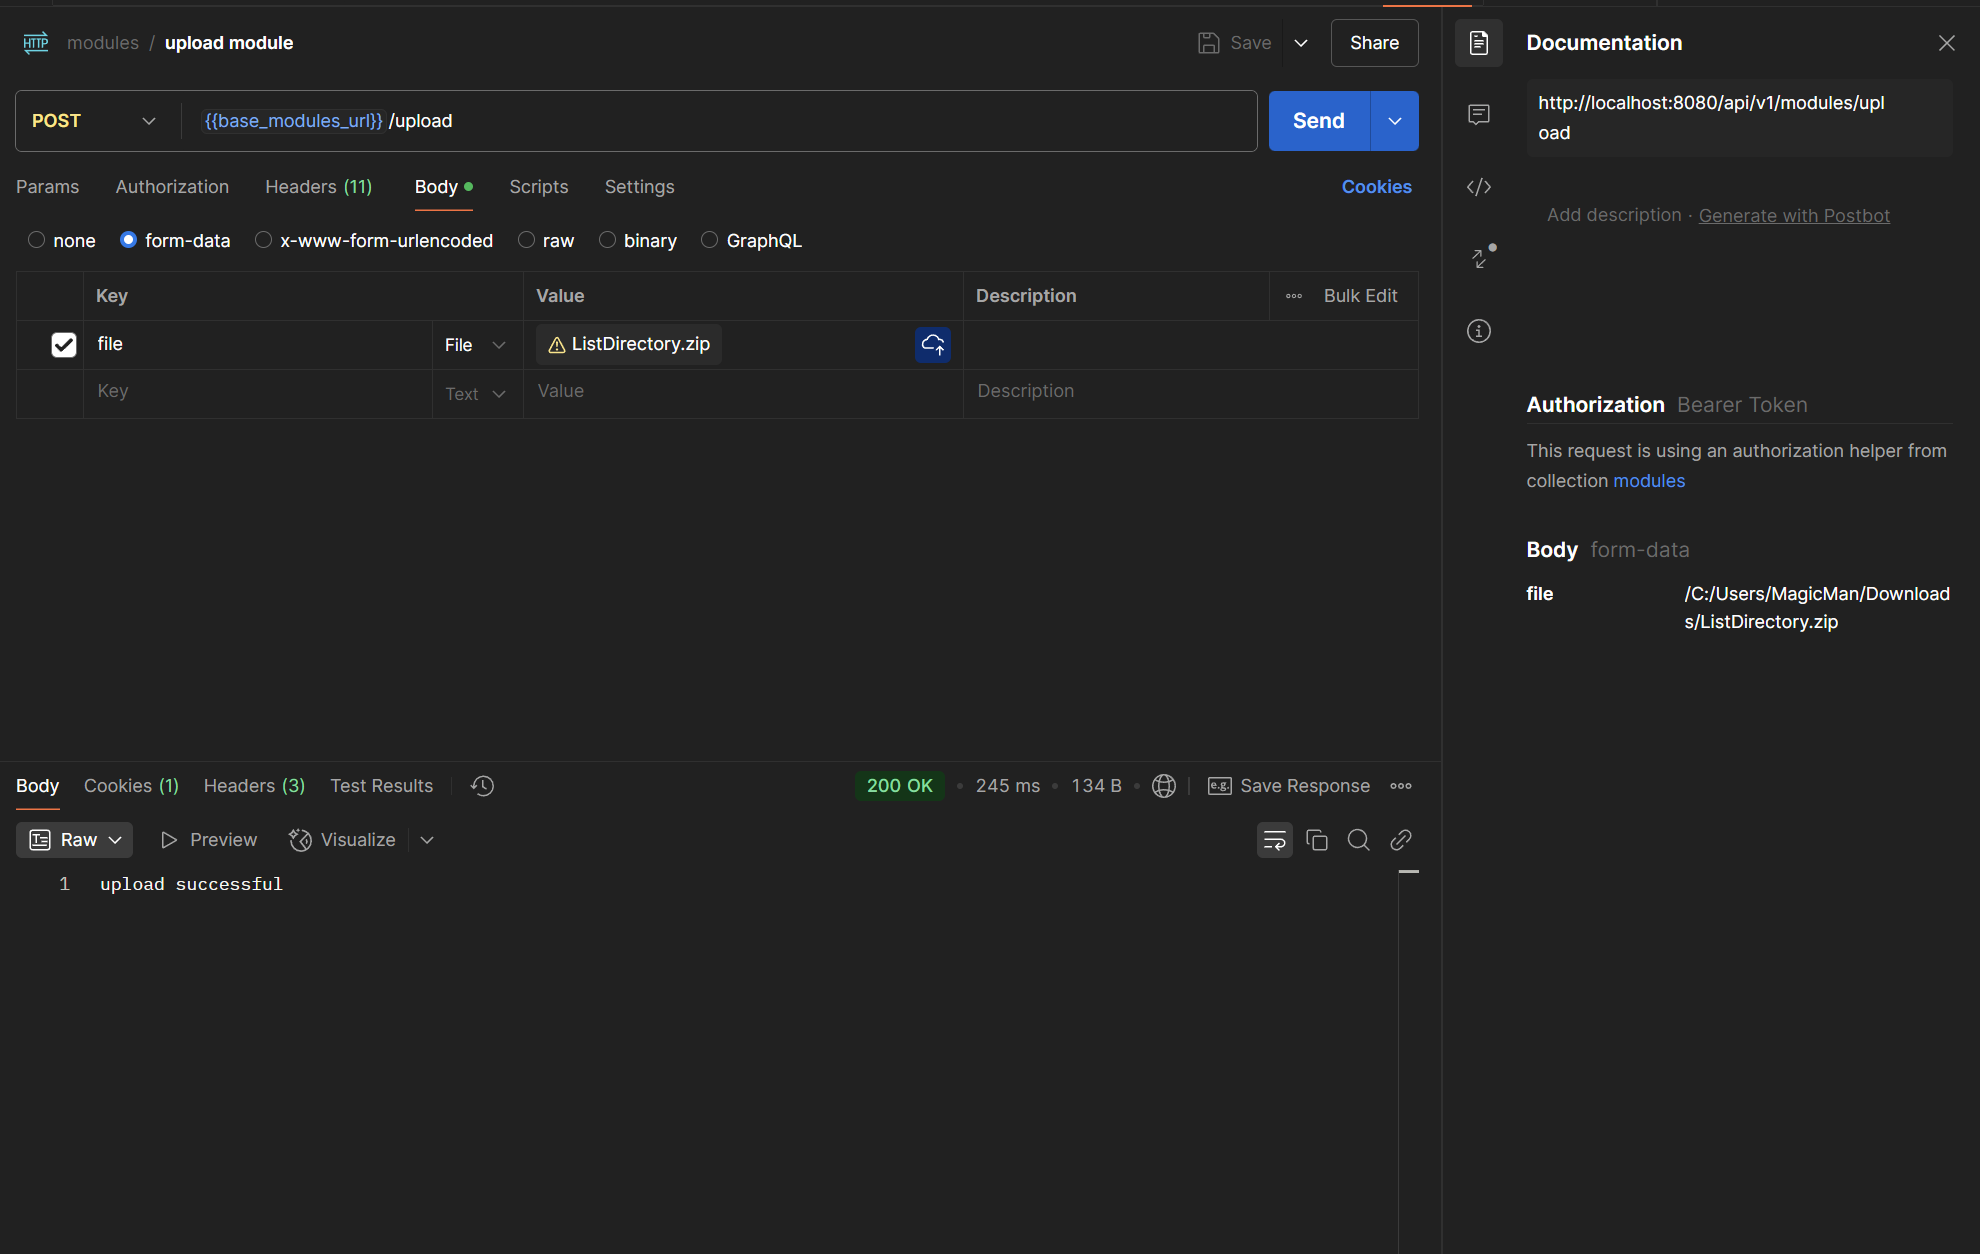 HTTP modules / upload module Save Share
POST {{base_modules_url}} /upload Send
Params Authorization Headers (11) Body Scripts Settings Cookies
none form-data x-www-form-urlencoded raw binary GraphQL
Key Value Description Bulk Edit
file File ListDirectory.zip
Key Text Value Description
Body Cookies (1) Headers (3) Test Results 200 OK 245 ms 134 B e.g. Save Response
Raw Preview Visualize
1 upload successful
Documentation
http://localhost:8080/api/v1/modules/upl
oad
Add description · Generate with Postbot
Authorization Bearer Token
This request is using an authorization helper from
collection modules
Body form-data
file /C:/Users/MagicMan/Download
s/ListDirectory.zip